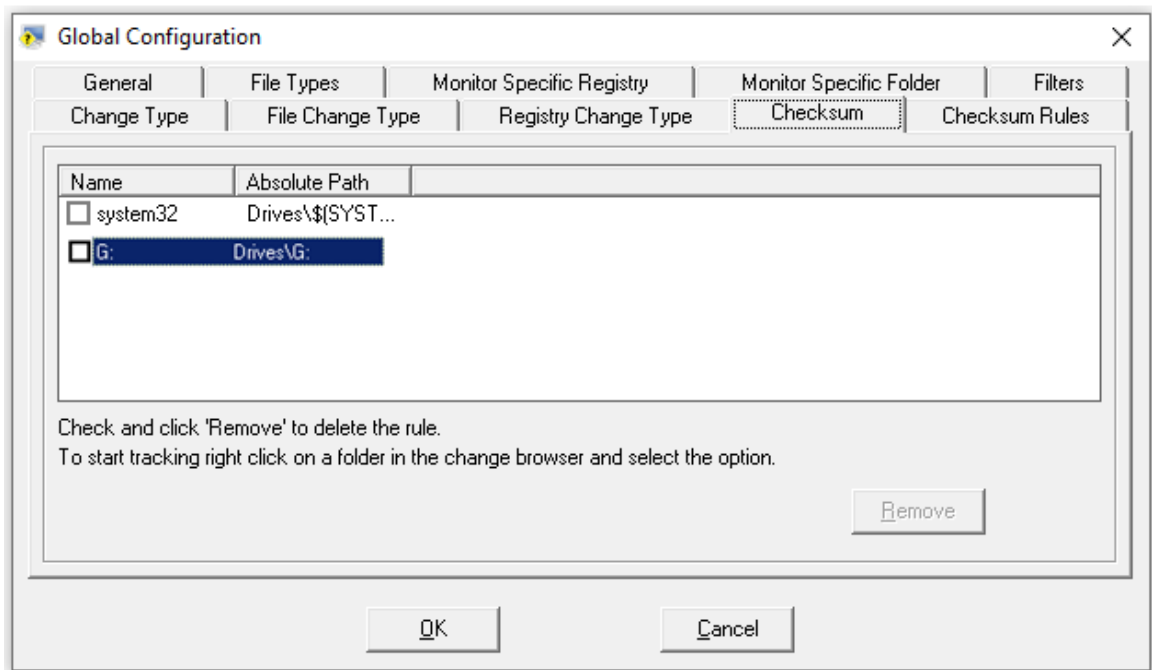 Global Configuration
General File Types Monitor Specific Registry Monitor Specific Folder Filters
Change Type File Change Type Registry Change Type Checksum Checksum Rules
Name Absolute Path
system32 Drives\$(SYST...
G: Drives\G:
Check and click 'Remove' to delete the rule.
To start tracking right click on a folder in the change browser and select the option.
Remove
OK Cancel